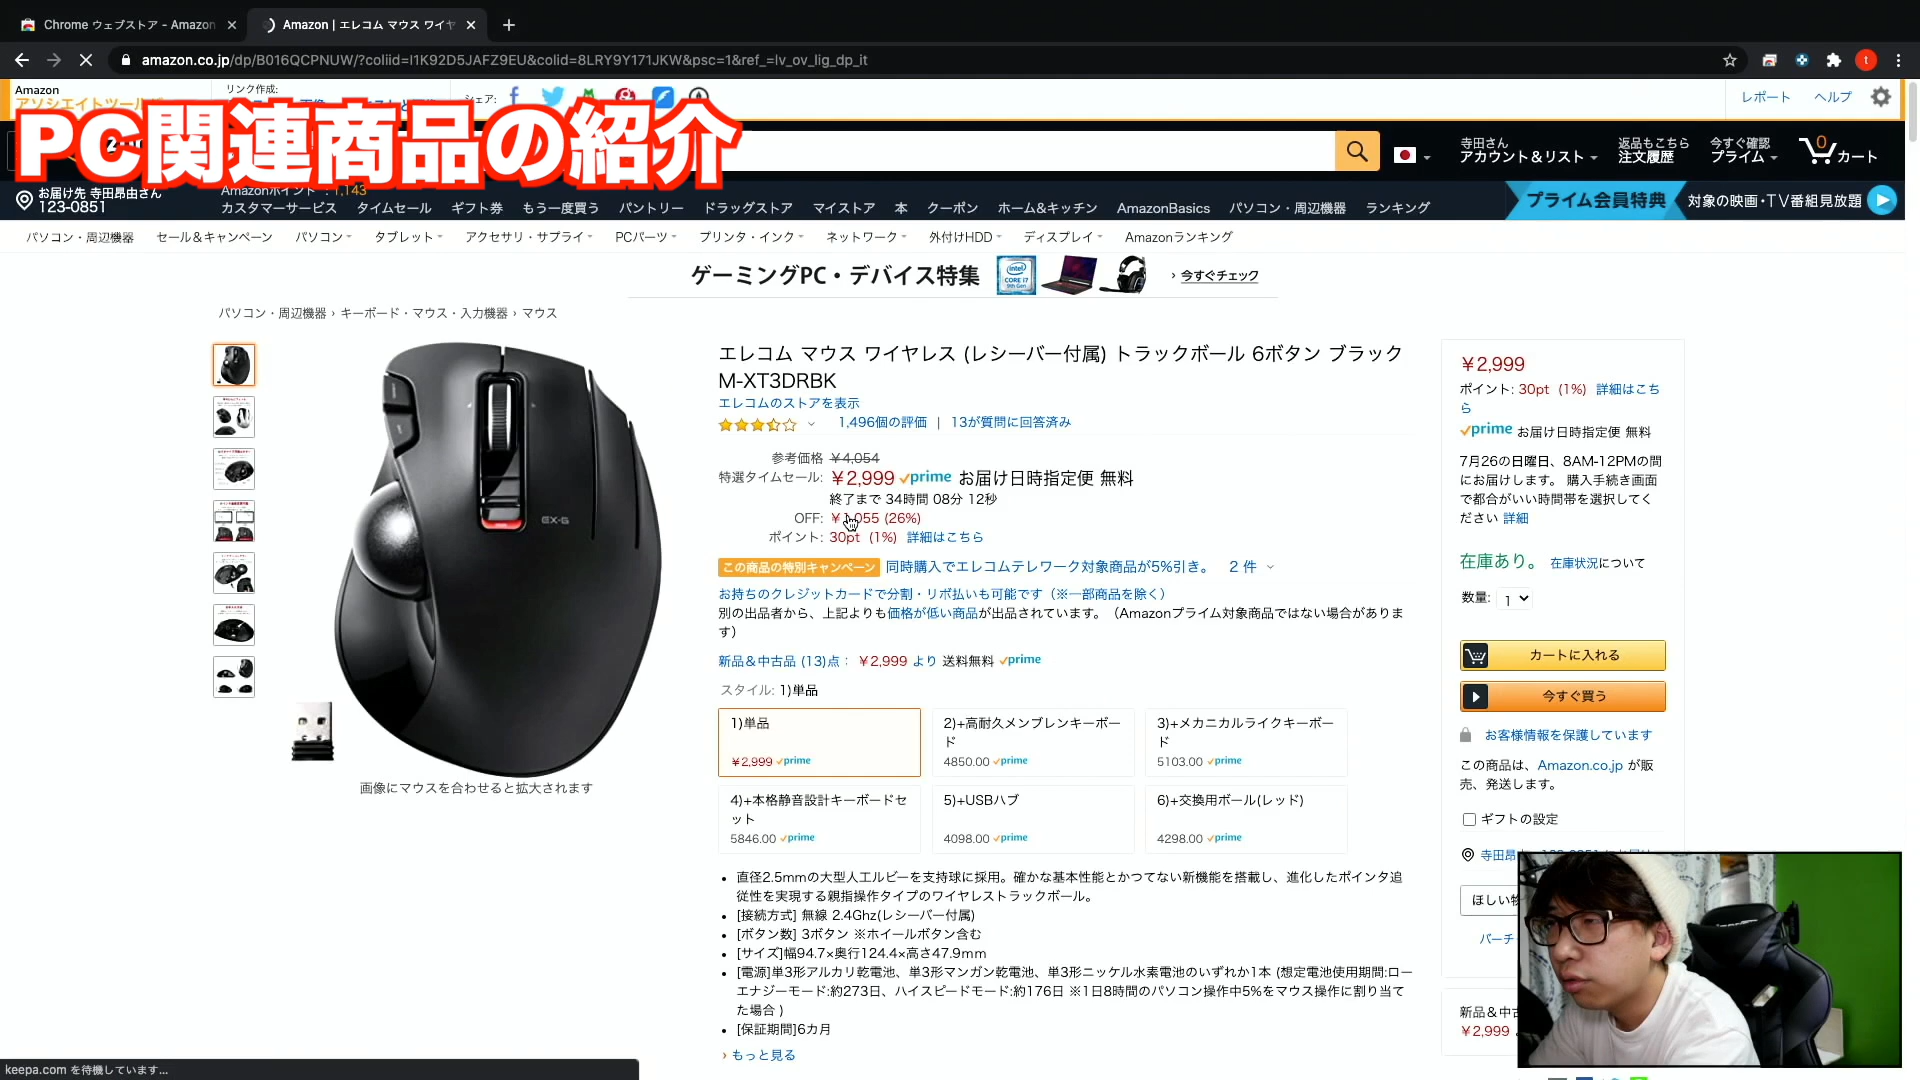 Chrome ウェブストア - Amazon
Amazon | エレコム マウス ワイヤ
amazon.co.jp/dp/B016QCPNUW/?coliid=I1K92D5JAFZ9EU&colid=8LRY9Y171JKW&psc=1&ref_=lv_ov_lig_dp_it
Amazon
リンク作成:
シェア:
レポート ヘルプ
PC関連商品の紹介
寺田さん
アカウント＆リスト
返品もこちら
注文履歴
今すぐ確認
プライム
0
カート
お届け先 寺田昂由さん
123-0851
Amazonポイント : 1,143
カスタマーサービス タイムセール ギフト券 もう一度買う パントリー ドラッグストア マイストア 本 クーポン ホーム&キッチン AmazonBasics パソコン・周辺機器 ランキング
プライム会員特典 対象の映画・TV番組見放題
パソコン・周辺機器 セール＆キャンペーン パソコン タブレット アクセサリ・サプライ PCパーツ プリンタ・インク ネットワーク 外付けHDD ディスプレイ Amazonランキング
ゲーミングPC・デバイス特集 intel CORE i7 9th Gen › 今すぐチェック
パソコン・周辺機器 › キーボード・マウス・入力機器 › マウス
EX-G
画像にマウスを合わせると拡大されます
エレコム マウス ワイヤレス (レシーバー付属) トラックボール 6ボタン ブラック
M-XT3DRBK
エレコムのストアを表示
1,496個の評価 | 13が質問に回答済み
参考価格 ￥4,054
特選タイムセール: ￥2,999 prime お届け日時指定便 無料
終了まで 34時間 08分 12秒
OFF: ￥1,055 (26%)
ポイント: 30pt (1%) 詳細はこちら
この商品の特別キャンペーン 同時購入でエレコムテレワーク対象商品が5%引き。 2 件
お持ちのクレジットカードで分割・リボ払いも可能です（※一部商品を除く）
別の出品者から、上記よりも価格が低い商品が出品されています。（Amazonプライム対象商品ではない場合がありま
す）
新品＆中古品 (13)点： ￥2,999 より 送料無料 prime
スタイル: 1)単品
1)単品
￥2,999 prime
2)+高耐久メンブレンキーボー
ド
4850.00 prime
3)+メカニカルライクキーボー
ド
5103.00 prime
4)+本格静音設計キーボードセ
ット
5846.00 prime
5)+USBハブ
4098.00 prime
6)+交換用ボール(レッド)
4298.00 prime
直径2.5mmの大型人工ルビーを支持球に採用。確かな基本性能とかつてない新機能を搭載し、進化したポインタ追
従性を実現する親指操作タイプのワイヤレストラックボール。
[接続方式] 無線 2.4Ghz(レシーバー付属)
[ボタン数] 3ボタン ※ホイールボタン含む
[サイズ]幅94.7×奥行124.4×高さ47.9mm
[電源]単3形アルカリ乾電池、単3形マンガン乾電池、単3形ニッケル水素電池のいずれか1本 (想定電池使用期間:ロー
エナジーモード:約273日、ハイスピードモード:約176日 ※1日8時間のパソコン操作中5%をマウス操作に割り当て
た場合 )
[保証期間]6カ月
› もっと見る
￥2,999
ポイント: 30pt (1%) 詳細はこち
ら
prime お届け日時指定便 無料
7月26の日曜日、8AM-12PMの間
にお届けします。 購入手続き画面
で都合がいい時間帯を選択してく
ださい 詳細
在庫あり。 在庫状況について
数量: 1
カートに入れる
今すぐ買う
お客様情報を保護しています
この商品は、Amazon.co.jp が販
売、発送します。
ギフトの設定
寺田昂
ほしい
パーチ
新品＆中
￥2,999
keepa.com を待機しています...